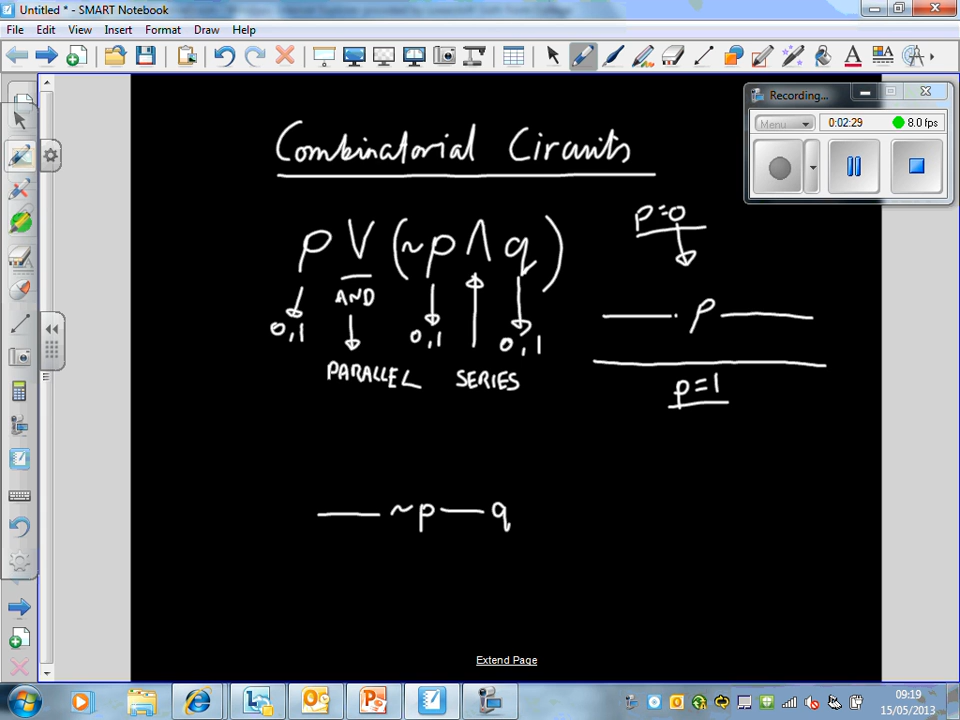 Untitled * - SMART Notebook
File Edit View Insert Format Draw Help
Recording...
Menu
0:02:29
8.0 fps
Combinatorial Circuits
p V (~p Λ q)
AND
0,1
0,1
0,1
PARALLEL
SERIES
p=0
p
p=1
~p — q
Extend Page
09:19
15/05/2013